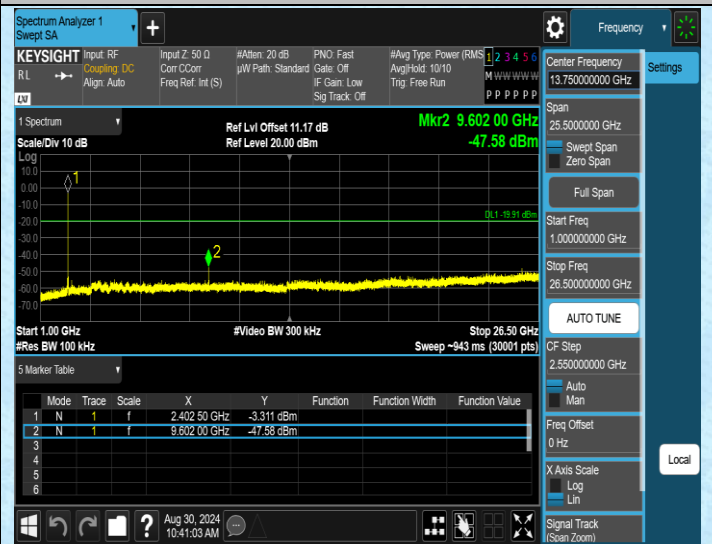 Spectrum Analyzer 1
Swept SA
+
Frequency
KEYSIGHT
RL
LXI
Input: RF
Coupling: DC
Align: Auto
Input Z: 50 Ω
Corr CCorr
Freq Ref: Int (S)
#Atten: 20 dB
µW Path: Standard
PNO: Fast
Gate: Off
IF Gain: Low
Sig Track: Off
#Avg Type: Power (RMS
Avg|Hold: 10/10
Trig: Free Run
1 2 3 4 5 6
M W W W W W
P P P P P P
1 Spectrum
Scale/Div 10 dB
Ref Lvl Offset 11.17 dB
Ref Level 20.00 dBm
Mkr2 9.602 00 GHz
-47.58 dBm
Log
10.0
0.00
-10.0
-20.0
-30.0
-40.0
-50.0
-60.0
-70.0
1
2
DL1 -19.91 dBm
Start 1.00 GHz
#Res BW 100 kHz
#Video BW 300 kHz
Stop 26.50 GHz
Sweep ~943 ms (30001 pts)
5 Marker Table
Mode Trace Scale X Y Function Function Width Function Value
1 N 1 f 2.402 50 GHz -3.311 dBm
2 N 1 f 9.602 00 GHz -47.58 dBm
3
4
5
6
?
Aug 30, 2024
10:41:03 AM
Center Frequency
13.750000000 GHz
Settings
Span
25.5000000 GHz
Swept Span
Zero Span
Full Span
Start Freq
1.000000000 GHz
Stop Freq
26.500000000 GHz
AUTO TUNE
CF Step
2.550000000 GHz
Auto
Man
Freq Offset
0 Hz
Local
X Axis Scale
Log
Lin
Signal Track
(Span Zoom)